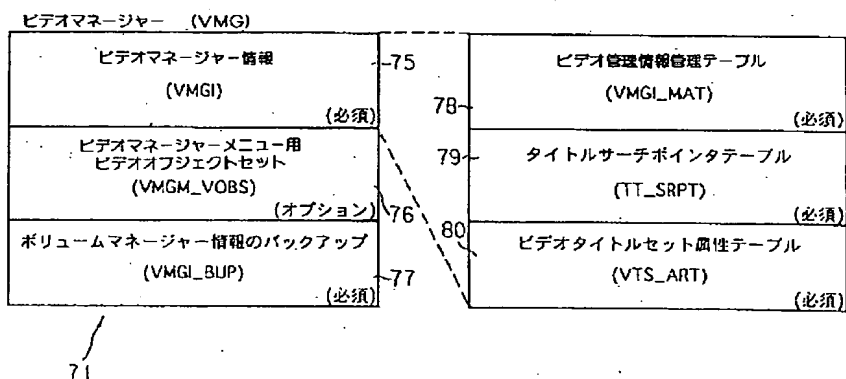 ビデオマネージャー (VMG)
ビデオマネージャー情報
(VMGI)
(必須)
75
ビデオマネージャーメニュー用
ビデオオブジェクトセット
(VMGM_VOBS)
(オプション)
76
ボリュームマネージャー情報のバックアップ
(VMGI_BUP)
(必須)
77
71
ビデオ管理情報管理テーブル
(VMGI_MAT)
(必須)
78
79
タイトルサーチポインタテーブル
(TT_SRPT)
(必須)
80
ビデオタイトルセット属性テーブル
(VTS_ART)
(必須)